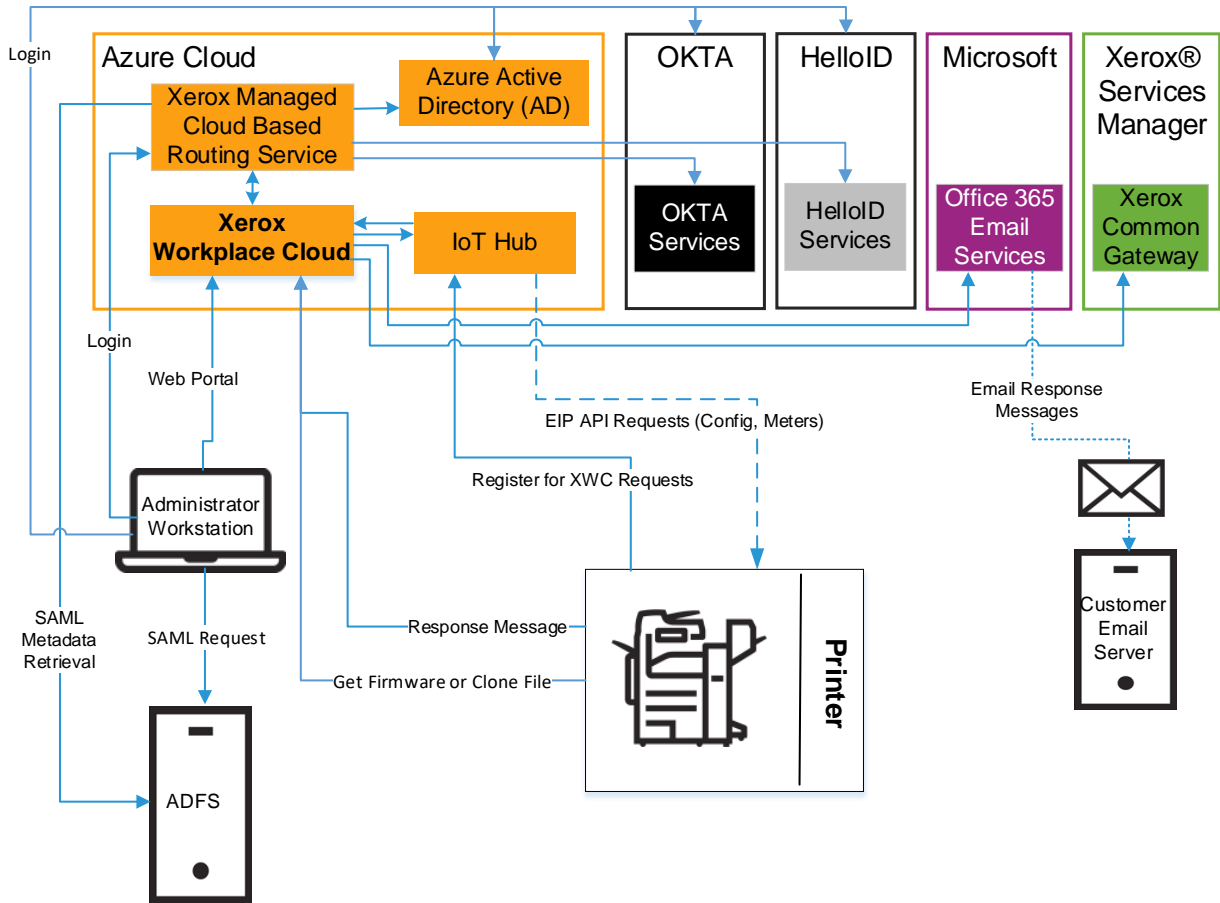 Login
Azure Cloud
Azure Active
Directory (AD)
Xerox Managed
Cloud Based
Routing Service
Xerox
Workplace Cloud
IoT Hub
OKTA
OKTA
Services
HelloID
HelloID
Services
Microsoft
Office 365
Email
Services
Xerox®
Services
Manager
Xerox
Common
Gateway
Login
Web Portal
EIP API Requests (Config, Meters)
Register for XWC Requests
Email Response
Messages
Administrator
Workstation
SAML
Metadata
Retrieval
SAML Request
Response Message
Get Firmware or Clone File
Printer
Customer
Email
Server
ADFS